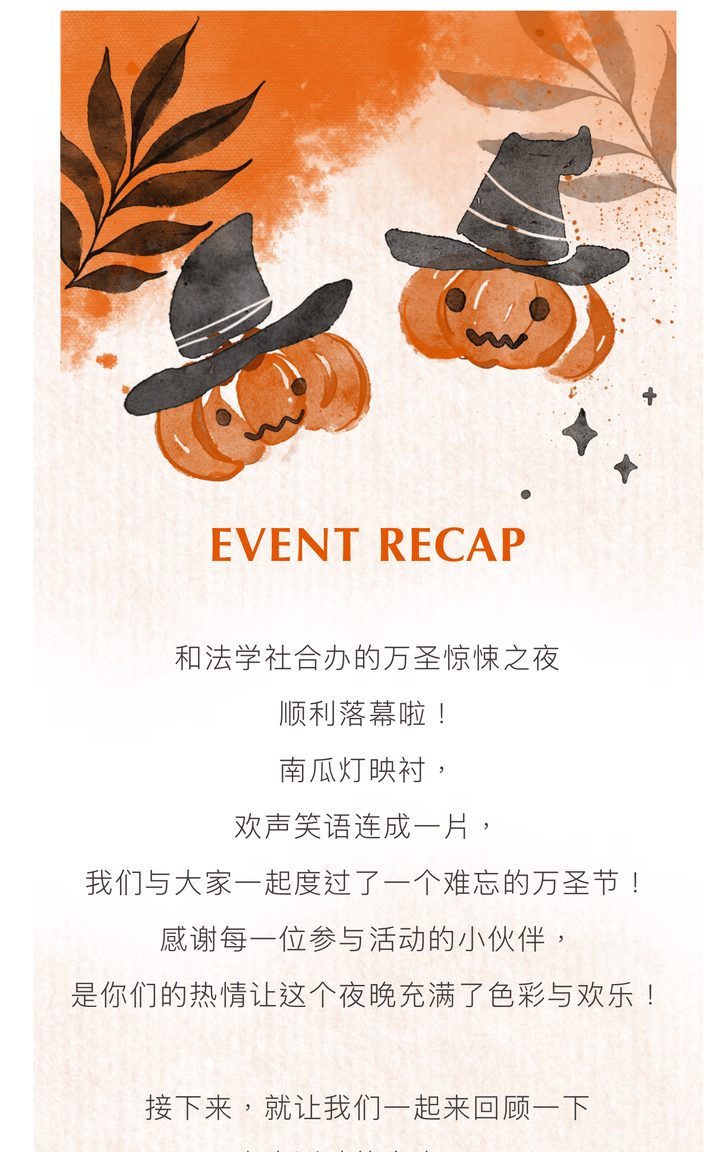 EVENT RECAP
和法学社合办的万圣惊悚之夜
顺利落幕啦！
南瓜灯映衬，
欢声笑语连成一片，
我们与大家一起度过了一个难忘的万圣节！
感谢每一位参与活动的小伙伴，
是你们的热情让这个夜晚充满了色彩与欢乐！
接下来，就让我们一起来回顾一下